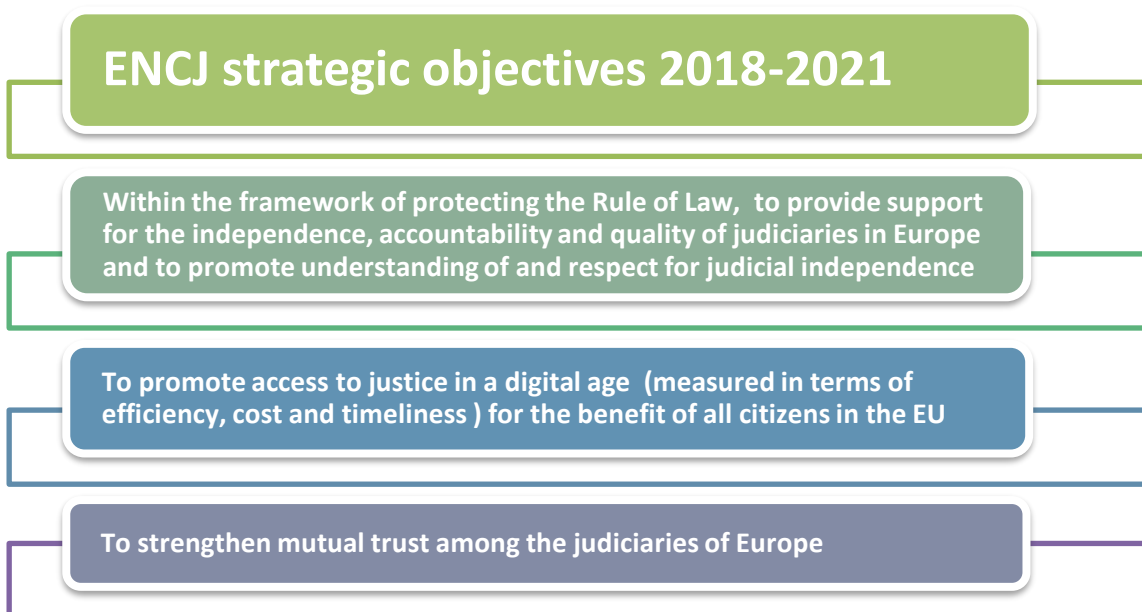 ENCJ strategic objectives 2018-2021
Within the framework of protecting the Rule of Law,  to provide support
for the independence, accountability and quality of judiciaries in Europe
and to promote understanding of and respect for judicial independence
To promote access to justice in a digital age  (measured in terms of
efficiency, cost and timeliness ) for the benefit of all citizens in the EU
To strengthen mutual trust among the judiciaries of Europe